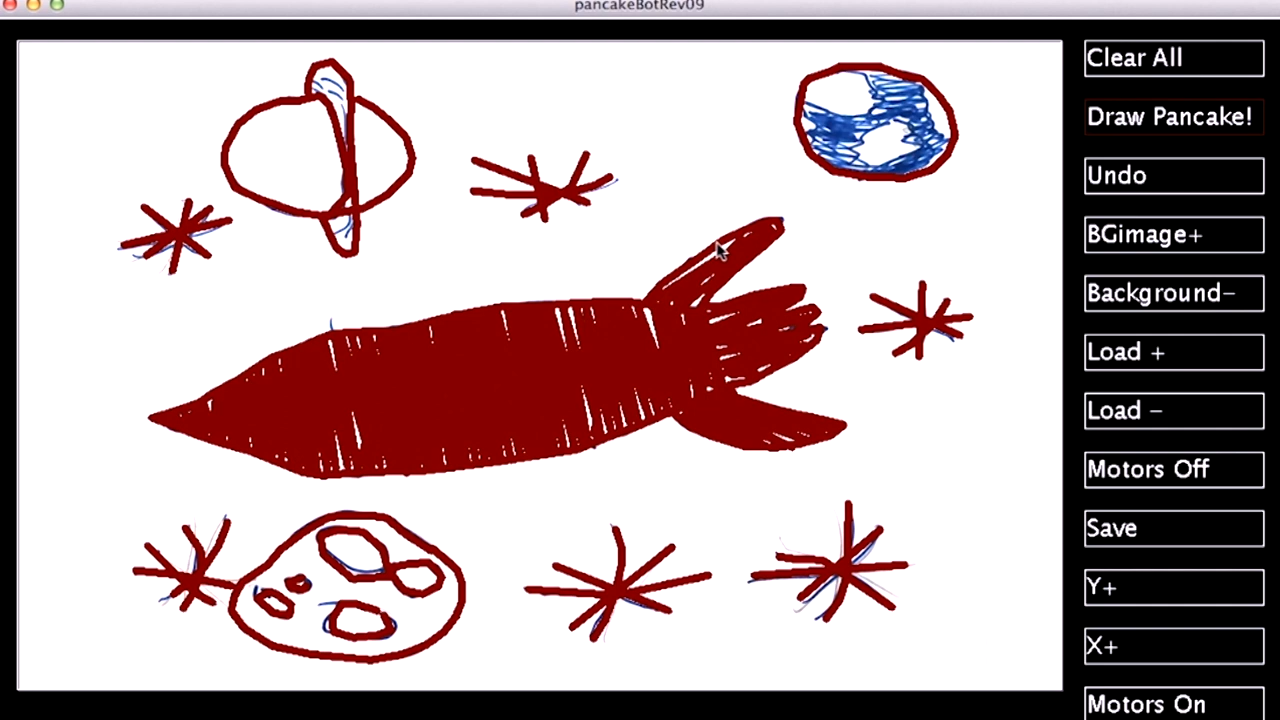 pancakeBotRev09
Clear All
Draw Pancake!
Undo
BGimage+
Background-
Load +
Load -
Motors Off
Save
Y+
X+
Motors On